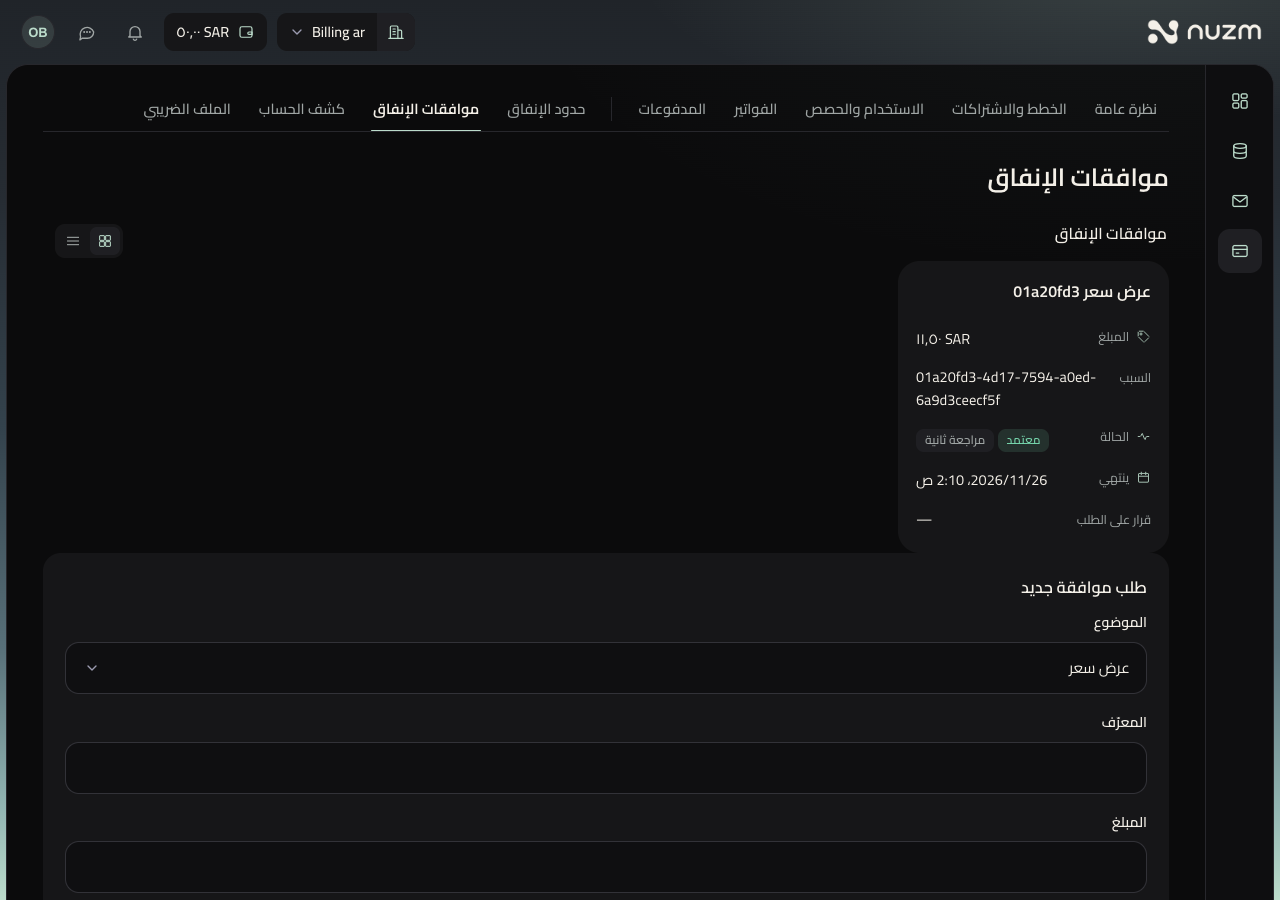 nuzm
Billing ar
٥٠,٠٠ SAR
OB
نظرة عامة
الخطط والاشتراكات
الاستخدام والحصص
الفواتير
المدفوعات
حدود الإنفاق
موافقات الإنفاق
كشف الحساب
الملف الضريبي
موافقات الإنفاق
موافقات الإنفاق
عرض سعر 01a20fd3
المبلغ
١١,٥٠ SAR
السبب
01a20fd3-4d17-7594-a0ed-
6a9d3ceecf5f
الحالة
معتمد
مراجعة ثانية
ينتهي
2026/11/26، 2:10 ص
قرار على الطلب
—
طلب موافقة جديد
الموضوع
عرض سعر
المعرّف
المبلغ